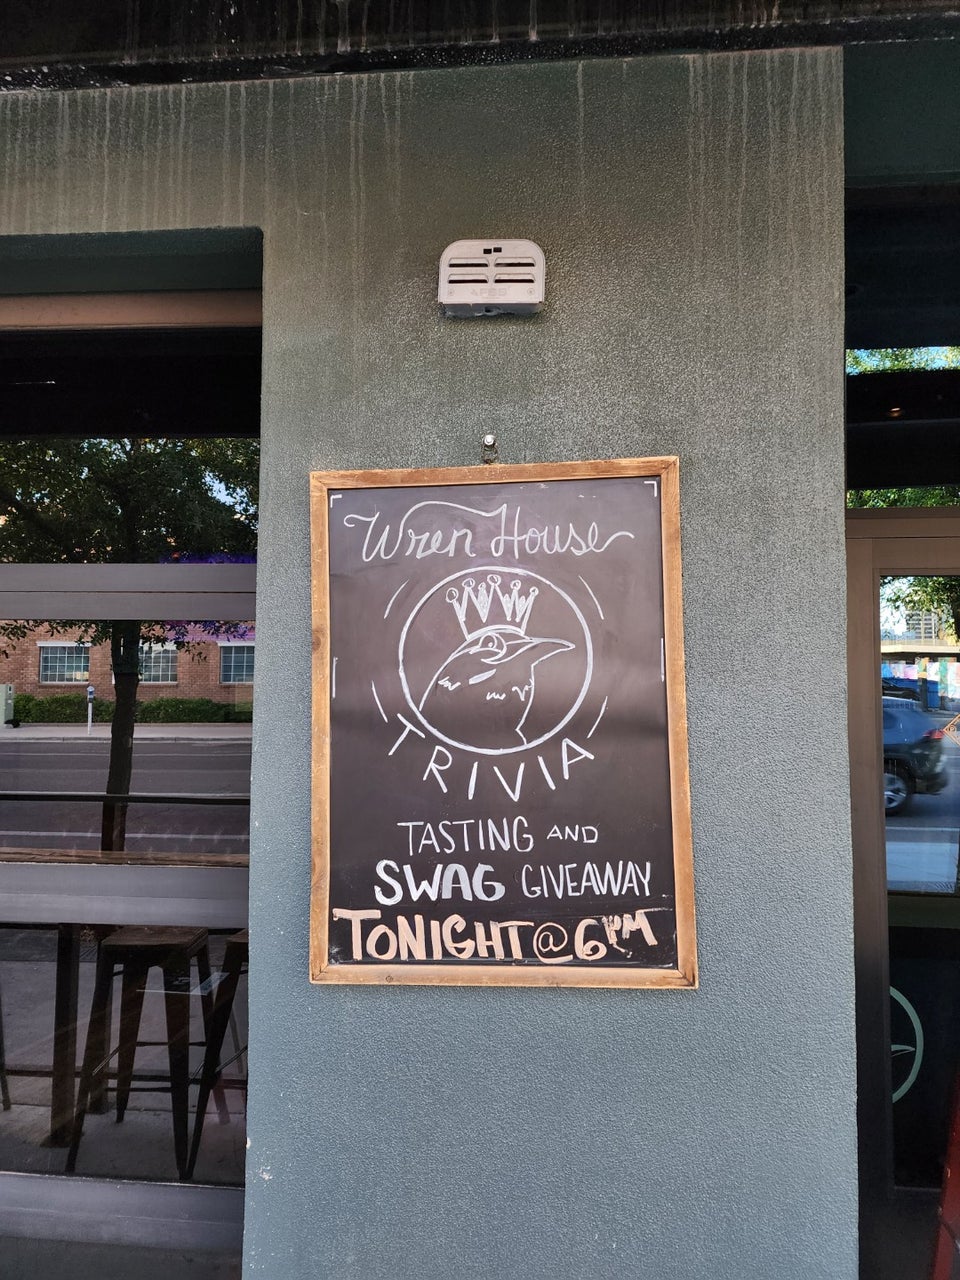 Wren House
TRIVIA
TASTING AND
SWAG GIVEAWAY
TONIGHT @ 6PM